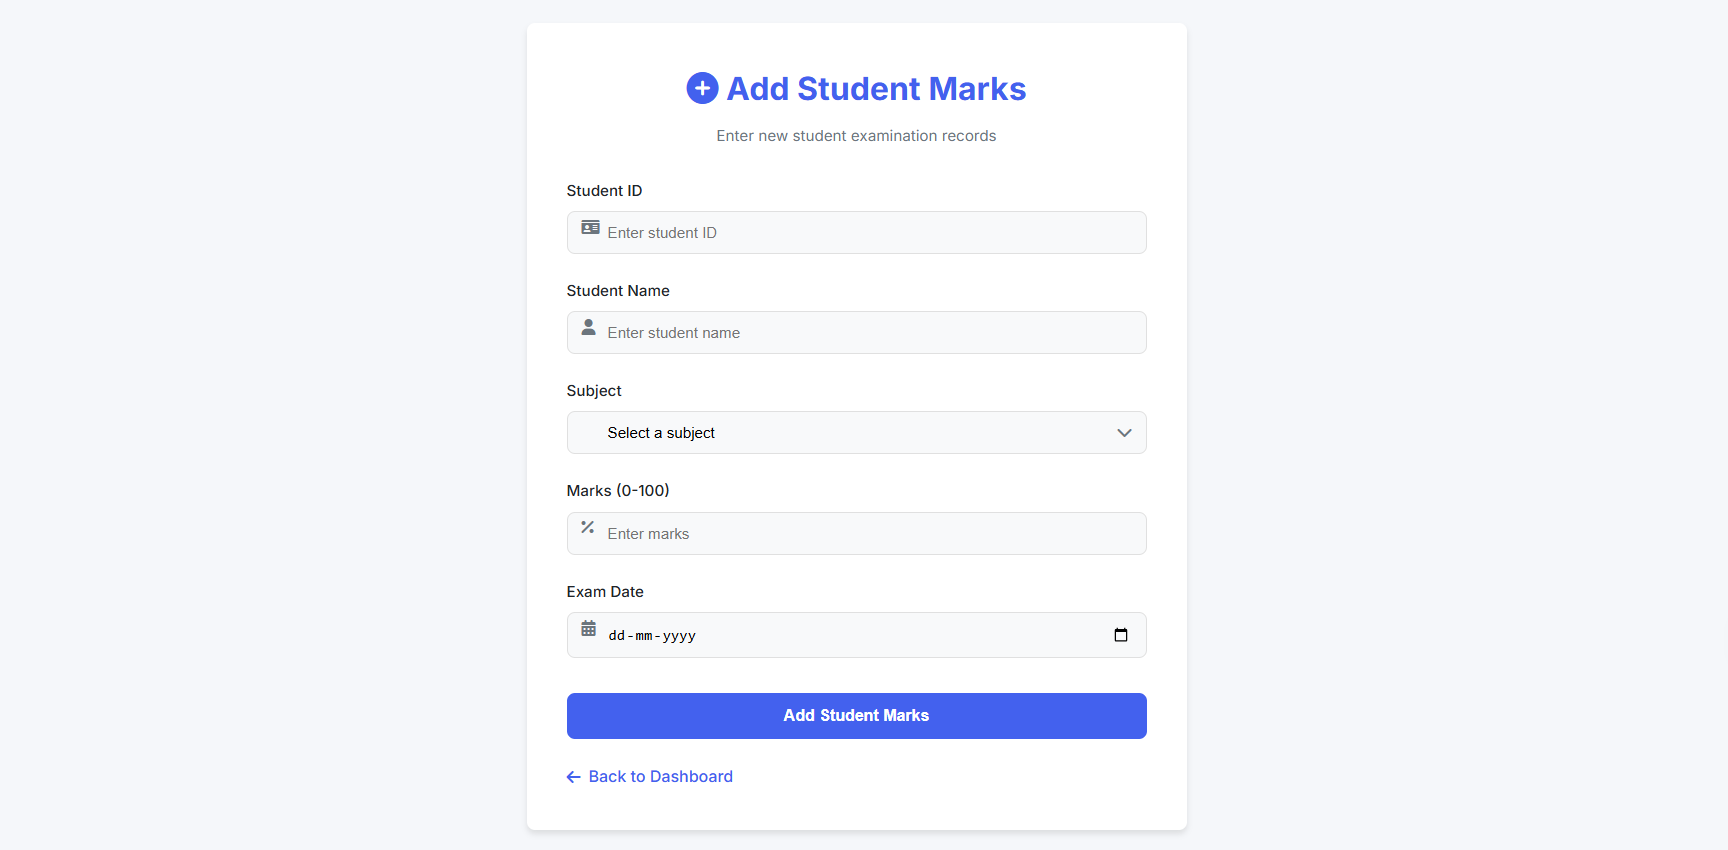 Add Student Marks
Enter new student examination records
Student ID
Enter student ID
Student Name
Enter student name
Subject
Select a subject
Marks (0-100)
Enter marks
Exam Date
dd-mm-yyyy
Add Student Marks
Back to Dashboard